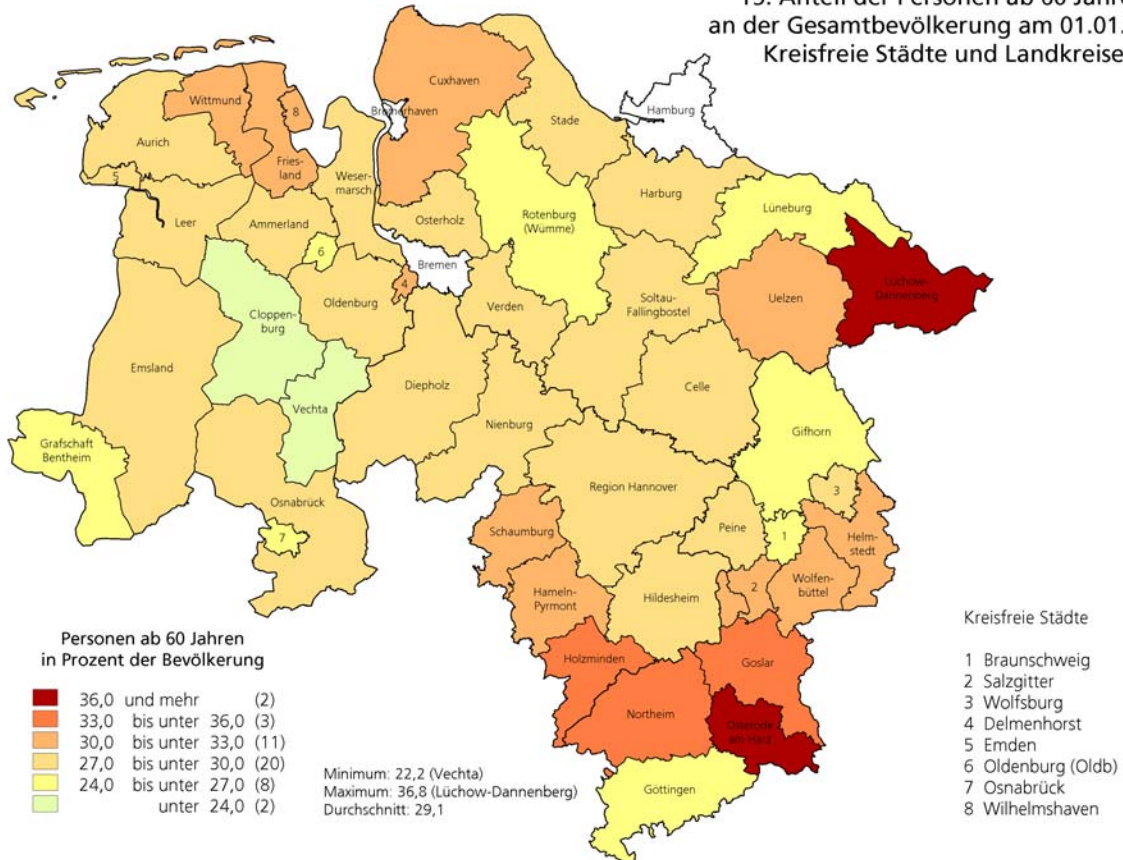 15. Anteil der Personen ab 60 Jahre
an der Gesamtbevölkerung am 01.01.
Kreisfreie Städte und Landkreise
Cuxhaven
Wittmund
8
Bremerhaven
Hamburg
Stade
Aurich
Fries-
land
Weser-
marsch
5
Harburg
Leer
Ammerland
Osterholz
Rotenburg
(Wümme)
Lüneburg
6
Bremen
4
Lüchow-
Dannenberg
Uelzen
Cloppen-
burg
Oldenburg
Verden
Soltau-
Fallingbostel
Emsland
Diepholz
Celle
Vechta
Nienburg
Gifhorn
Grafschaft
Bentheim
Region Hannover
3
Osnabrück
Peine
Schaumburg
1
Helm-
stedt
7
Hameln-
Pyrmont
Hildesheim
2
Wolfen-
büttel
Holzminden
Goslar
Northeim
Osterode
am Harz
Göttingen
Personen ab 60 Jahren
in Prozent der Bevölkerung
36,0 und mehr (2)
33,0 bis unter 36,0 (3)
30,0 bis unter 33,0 (11)
27,0 bis unter 30,0 (20)
24,0 bis unter 27,0 (8)
unter 24,0 (2)
Minimum: 22,2 (Vechta)
Maximum: 36,8 (Lüchow-Dannenberg)
Durchschnitt: 29,1
Kreisfreie Städte
1 Braunschweig
2 Salzgitter
3 Wolfsburg
4 Delmenhorst
5 Emden
6 Oldenburg (Oldb)
7 Osnabrück
8 Wilhelmshaven